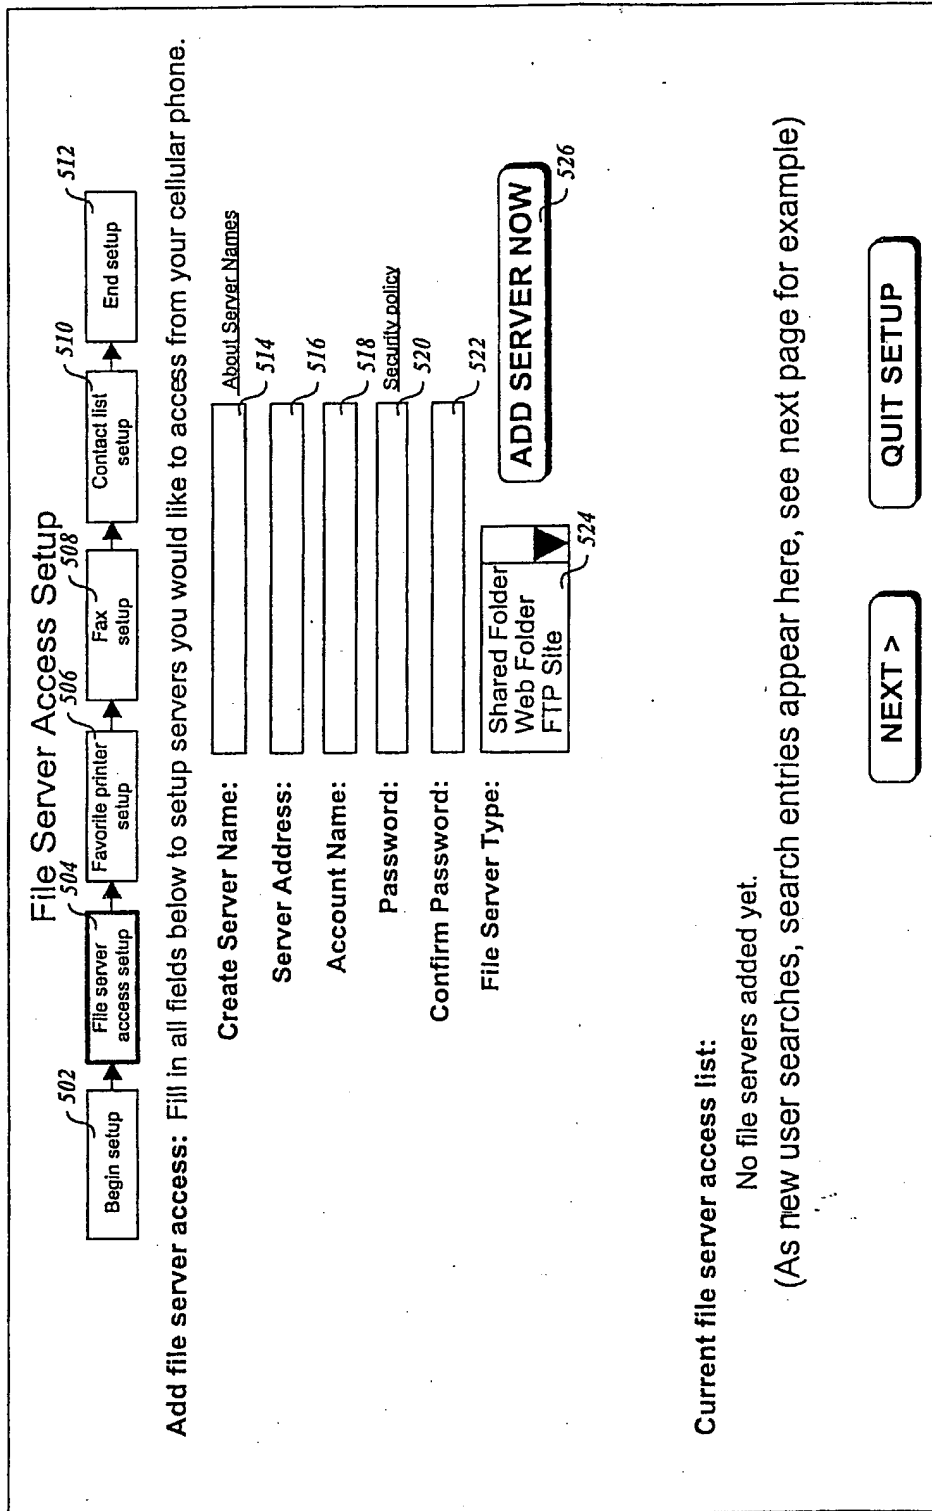 File Server Access Setup
502
504
506
508
510
512
Begin setup
File server
access setup
Favorite printer
setup
Fax
setup
Contact list
setup
End setup
Add file server access: Fill in all fields below to setup servers you would like to access from your cellular phone.
Create Server Name:
About Server Names
514
Server Address:
516
Account Name:
518
Password:
Security policy
520
Confirm Password:
522
File Server Type:
Shared Folder
Web Folder
FTP Site
524
ADD SERVER NOW
526
Current file server access list:
No file servers added yet.
(As new user searches, search entries appear here, see next page for example)
NEXT >
QUIT SETUP